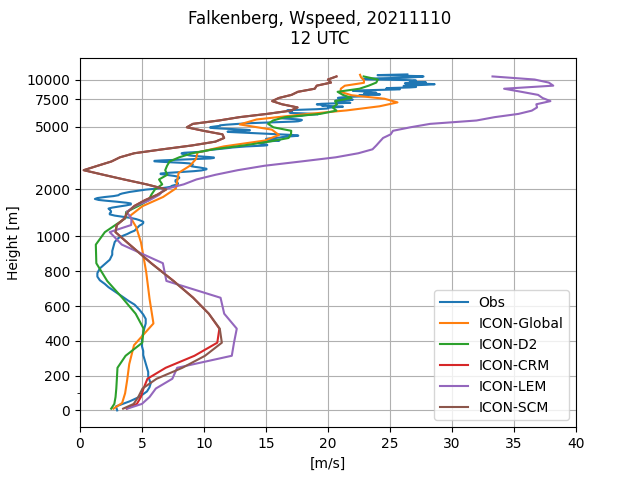 Falkenberg, Wspeed, 20211110
12 UTC
10000
7500
5000
2000
1000
800
600
400
200
0
Height [m]
0 5 10 15 20 25 30 35 40
[m/s]
Obs
ICON-Global
ICON-D2
ICON-CRM
ICON-LEM
ICON-SCM